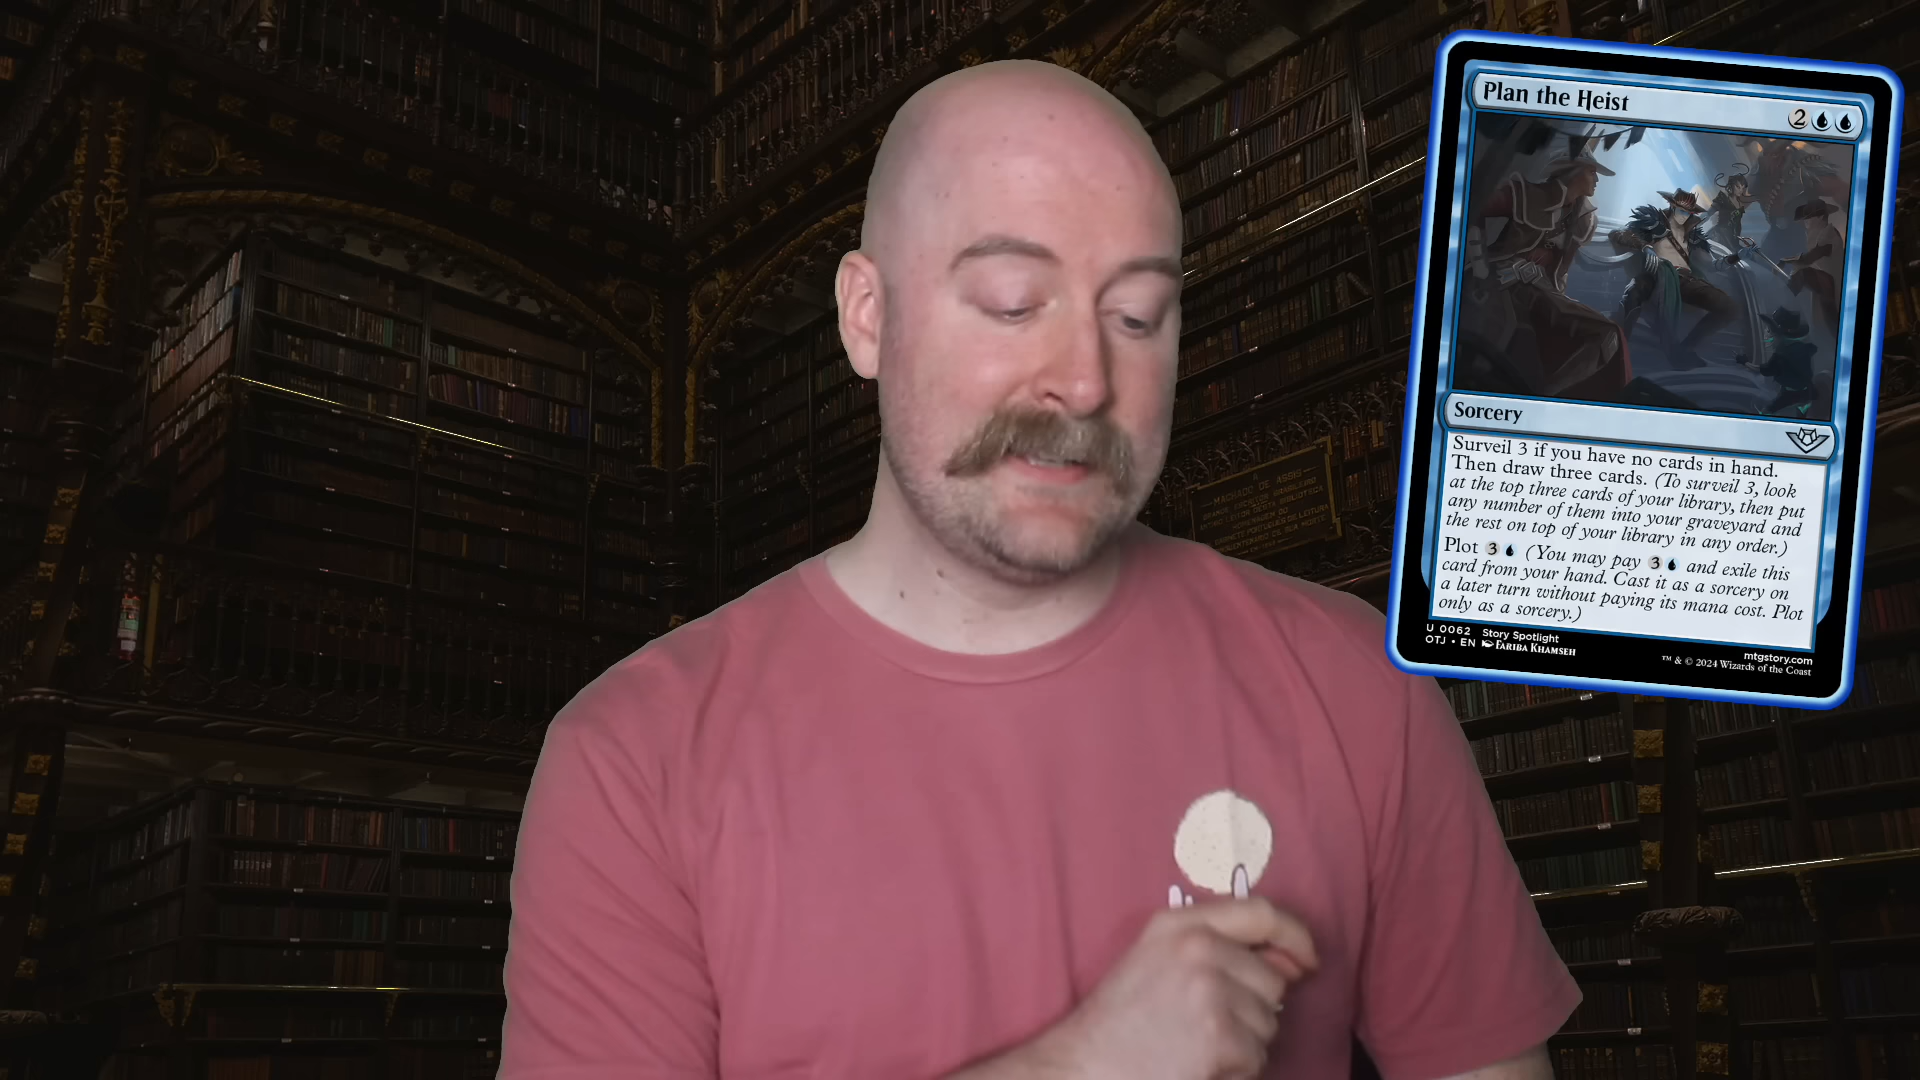 Plan the Heist 2
Sorcery
Surveil 3 if you have no cards in hand.
Then draw three cards. (To surveil 3, look
at the top three cards of your library, then put
any number of them into your graveyard and
the rest on top of your library in any order.)
Plot 3 (You may pay 3 and exile this
card from your hand. Cast it as a sorcery on
a later turn without paying its mana cost. Plot
only as a sorcery.)
U 0062 Story Spotlight
OTJ • EN FARIBA KHAMSEH
mtgstory.com
™ & © 2024 Wizards of the Coast
MACHADO DE ASSIS